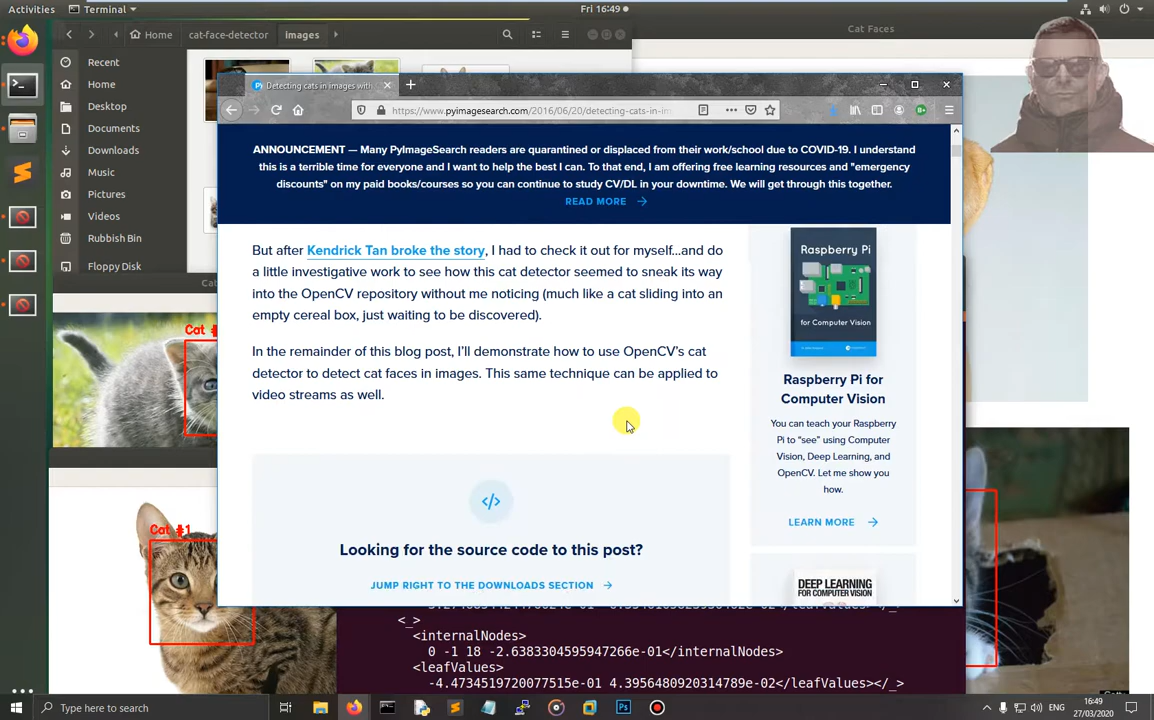 Activities
Terminal
Fri 16:49
Home
cat-face-detector
images
Cat Faces
Recent
Home
Desktop
Documents
Downloads
Music
Pictures
Videos
Rubbish Bin
Floppy Disk
Detecting cats in images with
https://www.pyimagesearch.com/2016/06/20/detecting-cats-in-im
ANNOUNCEMENT — Many PyImageSearch readers are quarantined or displaced from their work/school due to COVID-19. I understand
this is a terrible time for everyone and I want to help the best I can. To that end, I am offering free learning resources and "emergency
discounts" on my paid books/courses so you can continue to study CV/DL in your downtime. We will get through this together.
READ MORE
But after Kendrick Tan broke the story, I had to check it out for myself...and do
a little investigative work to see how this cat detector seemed to sneak its way
into the OpenCV repository without me noticing (much like a cat sliding into an
empty cereal box, just waiting to be discovered).
In the remainder of this blog post, I'll demonstrate how to use OpenCV's cat
detector to detect cat faces in images. This same technique can be applied to
video streams as well.
</>
Looking for the source code to this post?
JUMP RIGHT TO THE DOWNLOADS SECTION
Raspberry Pi
for Computer Vision
Raspberry Pi for
Computer Vision
You can teach your Raspberry
Pi to “see” using Computer
Vision, Deep Learning, and
OpenCV. Let me show you
how.
LEARN MORE
DEEP LEARNING
FOR COMPUTER VISION
Cat #
Cat #1
<_>
<internalNodes>
0 -1 18 -2.6383304595947266e-01</internalNodes>
<leafValues>
-4.4734519720077515e-01 4.3956480920314789e-02</leafValues></_>
Type here to search
Ps
ENG
16:49
27/03/2020